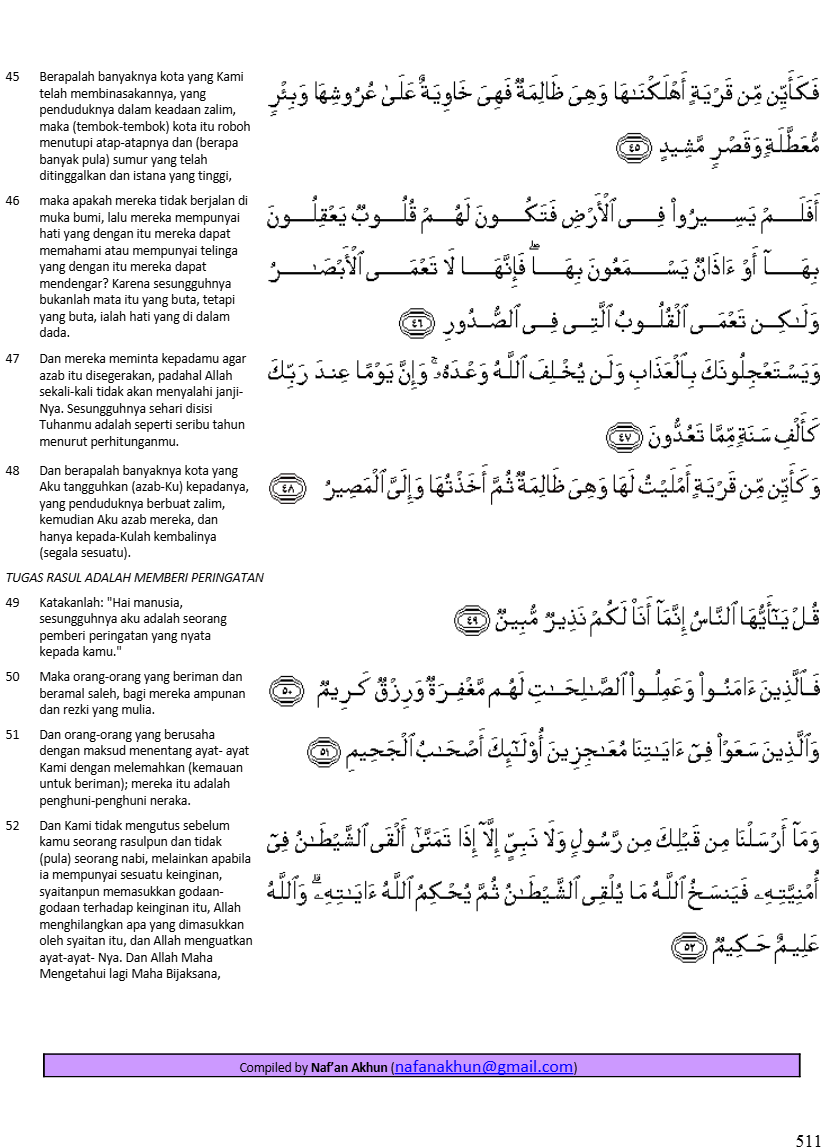 45 Berapalah banyaknya kota yang Kami
telah membinasakannya, yang
penduduknya dalam keadaan zalim,
maka (tembok-tembok) kota itu roboh
menutupi atap-atapnya dan (berapa
banyak pula) sumur yang telah
ditinggalkan dan istana yang tinggi,
فَكَأَيِّن مِّن قَرْيَةٍ أَهْلَكْنَـٰهَا وَهِىَ ظَالِمَةٌ فَهِىَ خَاوِيَةٌ عَلَىٰ عُرُوشِهَا وَبِئْرٍ
مُّعَطَّلَةٍ وَقَصْرٍ مَّشِيدٍ ٤٥
46 maka apakah mereka tidak berjalan di
muka bumi, lalu mereka mempunyai
hati yang dengan itu mereka dapat
memahami atau mempunyai telinga
yang dengan itu mereka dapat
mendengar? Karena sesungguhnya
bukanlah mata itu yang buta, tetapi
yang buta, ialah hati yang di dalam
dada.
أَفَلَمْ يَسِيرُوا۟ فِى ٱلْأَرْضِ فَتَكُونَ لَهُمْ قُلُوبٌ يَعْقِلُونَ
بِهَآ أَوْ ءَاذَانٌ يَسْمَعُونَ بِهَا ۖ فَإِنَّهَا لَا تَعْمَى ٱلْأَبْصَـٰرُ
وَلَـٰكِن تَعْمَى ٱلْقُلُوبُ ٱلَّتِى فِى ٱلصُّدُورِ ٤٦
47 Dan mereka meminta kepadamu agar
azab itu disegerakan, padahal Allah
sekali-kali tidak akan menyalahi janji-
Nya. Sesungguhnya sehari disisi
Tuhanmu adalah seperti seribu tahun
menurut perhitunganmu.
وَيَسْتَعْجِلُونَكَ بِٱلْعَذَابِ وَلَن يُخْلِفَ ٱللَّهُ وَعْدَهُۥ ۚ وَإِنَّ يَوْمًا عِندَ رَبِّكَ
كَأَلْفِ سَنَةٍ مِّمَّا تَعُدُّونَ ٤٧
48 Dan berapalah banyaknya kota yang
Aku tangguhkan (azab-Ku) kepadanya,
yang penduduknya berbuat zalim,
kemudian Aku azab mereka, dan
hanya kepada-Kulah kembalinya
(segala sesuatu).
وَكَأَيِّن مِّن قَرْيَةٍ أَمْلَيْتُ لَهَا وَهِىَ ظَالِمَةٌ ثُمَّ أَخَذْتُهَا وَإِلَىَّ ٱلْمَصِيرُ ٤٨
TUGAS RASUL ADALAH MEMBERI PERINGATAN
49 Katakanlah: "Hai manusia,
sesungguhnya aku adalah seorang
pemberi peringatan yang nyata
kepada kamu."
قُلْ يَـٰٓأَيُّهَا ٱلنَّاسُ إِنَّمَآ أَنَا۠ لَكُمْ نَذِيرٌ مُّبِينٌ ٤٩
50 Maka orang-orang yang beriman dan
beramal saleh, bagi mereka ampunan
dan rezki yang mulia.
فَٱلَّذِينَ ءَامَنُوا۟ وَعَمِلُوا۟ ٱلصَّـٰلِحَـٰتِ لَهُم مَّغْفِرَةٌ وَرِزْقٌ كَرِيمٌ ٥٠
51 Dan orang-orang yang berusaha
dengan maksud menentang ayat- ayat
Kami dengan melemahkan (kemauan
untuk beriman); mereka itu adalah
penghuni-penghuni neraka.
وَٱلَّذِينَ سَعَوْا۟ فِىٓ ءَايَـٰتِنَا مُعَـٰجِزِينَ أُو۟لَـٰٓئِكَ أَصْحَـٰبُ ٱلْجَحِيمِ ٥١
52 Dan Kami tidak mengutus sebelum
kamu seorang rasulpun dan tidak
(pula) seorang nabi, melainkan apabila
ia mempunyai sesuatu keinginan,
syaitanpun memasukkan godaan-
godaan terhadap keinginan itu, Allah
menghilangkan apa yang dimasukkan
oleh syaitan itu, dan Allah menguatkan
ayat-ayat- Nya. Dan Allah Maha
Mengetahui lagi Maha Bijaksana,
وَمَآ أَرْسَلْنَا مِن قَبْلِكَ مِن رَّسُولٍ وَلَا نَبِىٍّ إِلَّآ إِذَا تَمَنَّىٰٓ أَلْقَى ٱلشَّيْطَـٰنُ فِىٓ
أُمْنِيَّتِهِۦ فَيَنسَخُ ٱللَّهُ مَا يُلْقِى ٱلشَّيْطَـٰنُ ثُمَّ يُحْكِمُ ٱللَّهُ ءَايَـٰتِهِۦ ۗ وَٱللَّهُ
عَلِيمٌ حَكِيمٌ ٥٢
Compiled by Naf’an Akhun (nafanakhun@gmail.com)
511